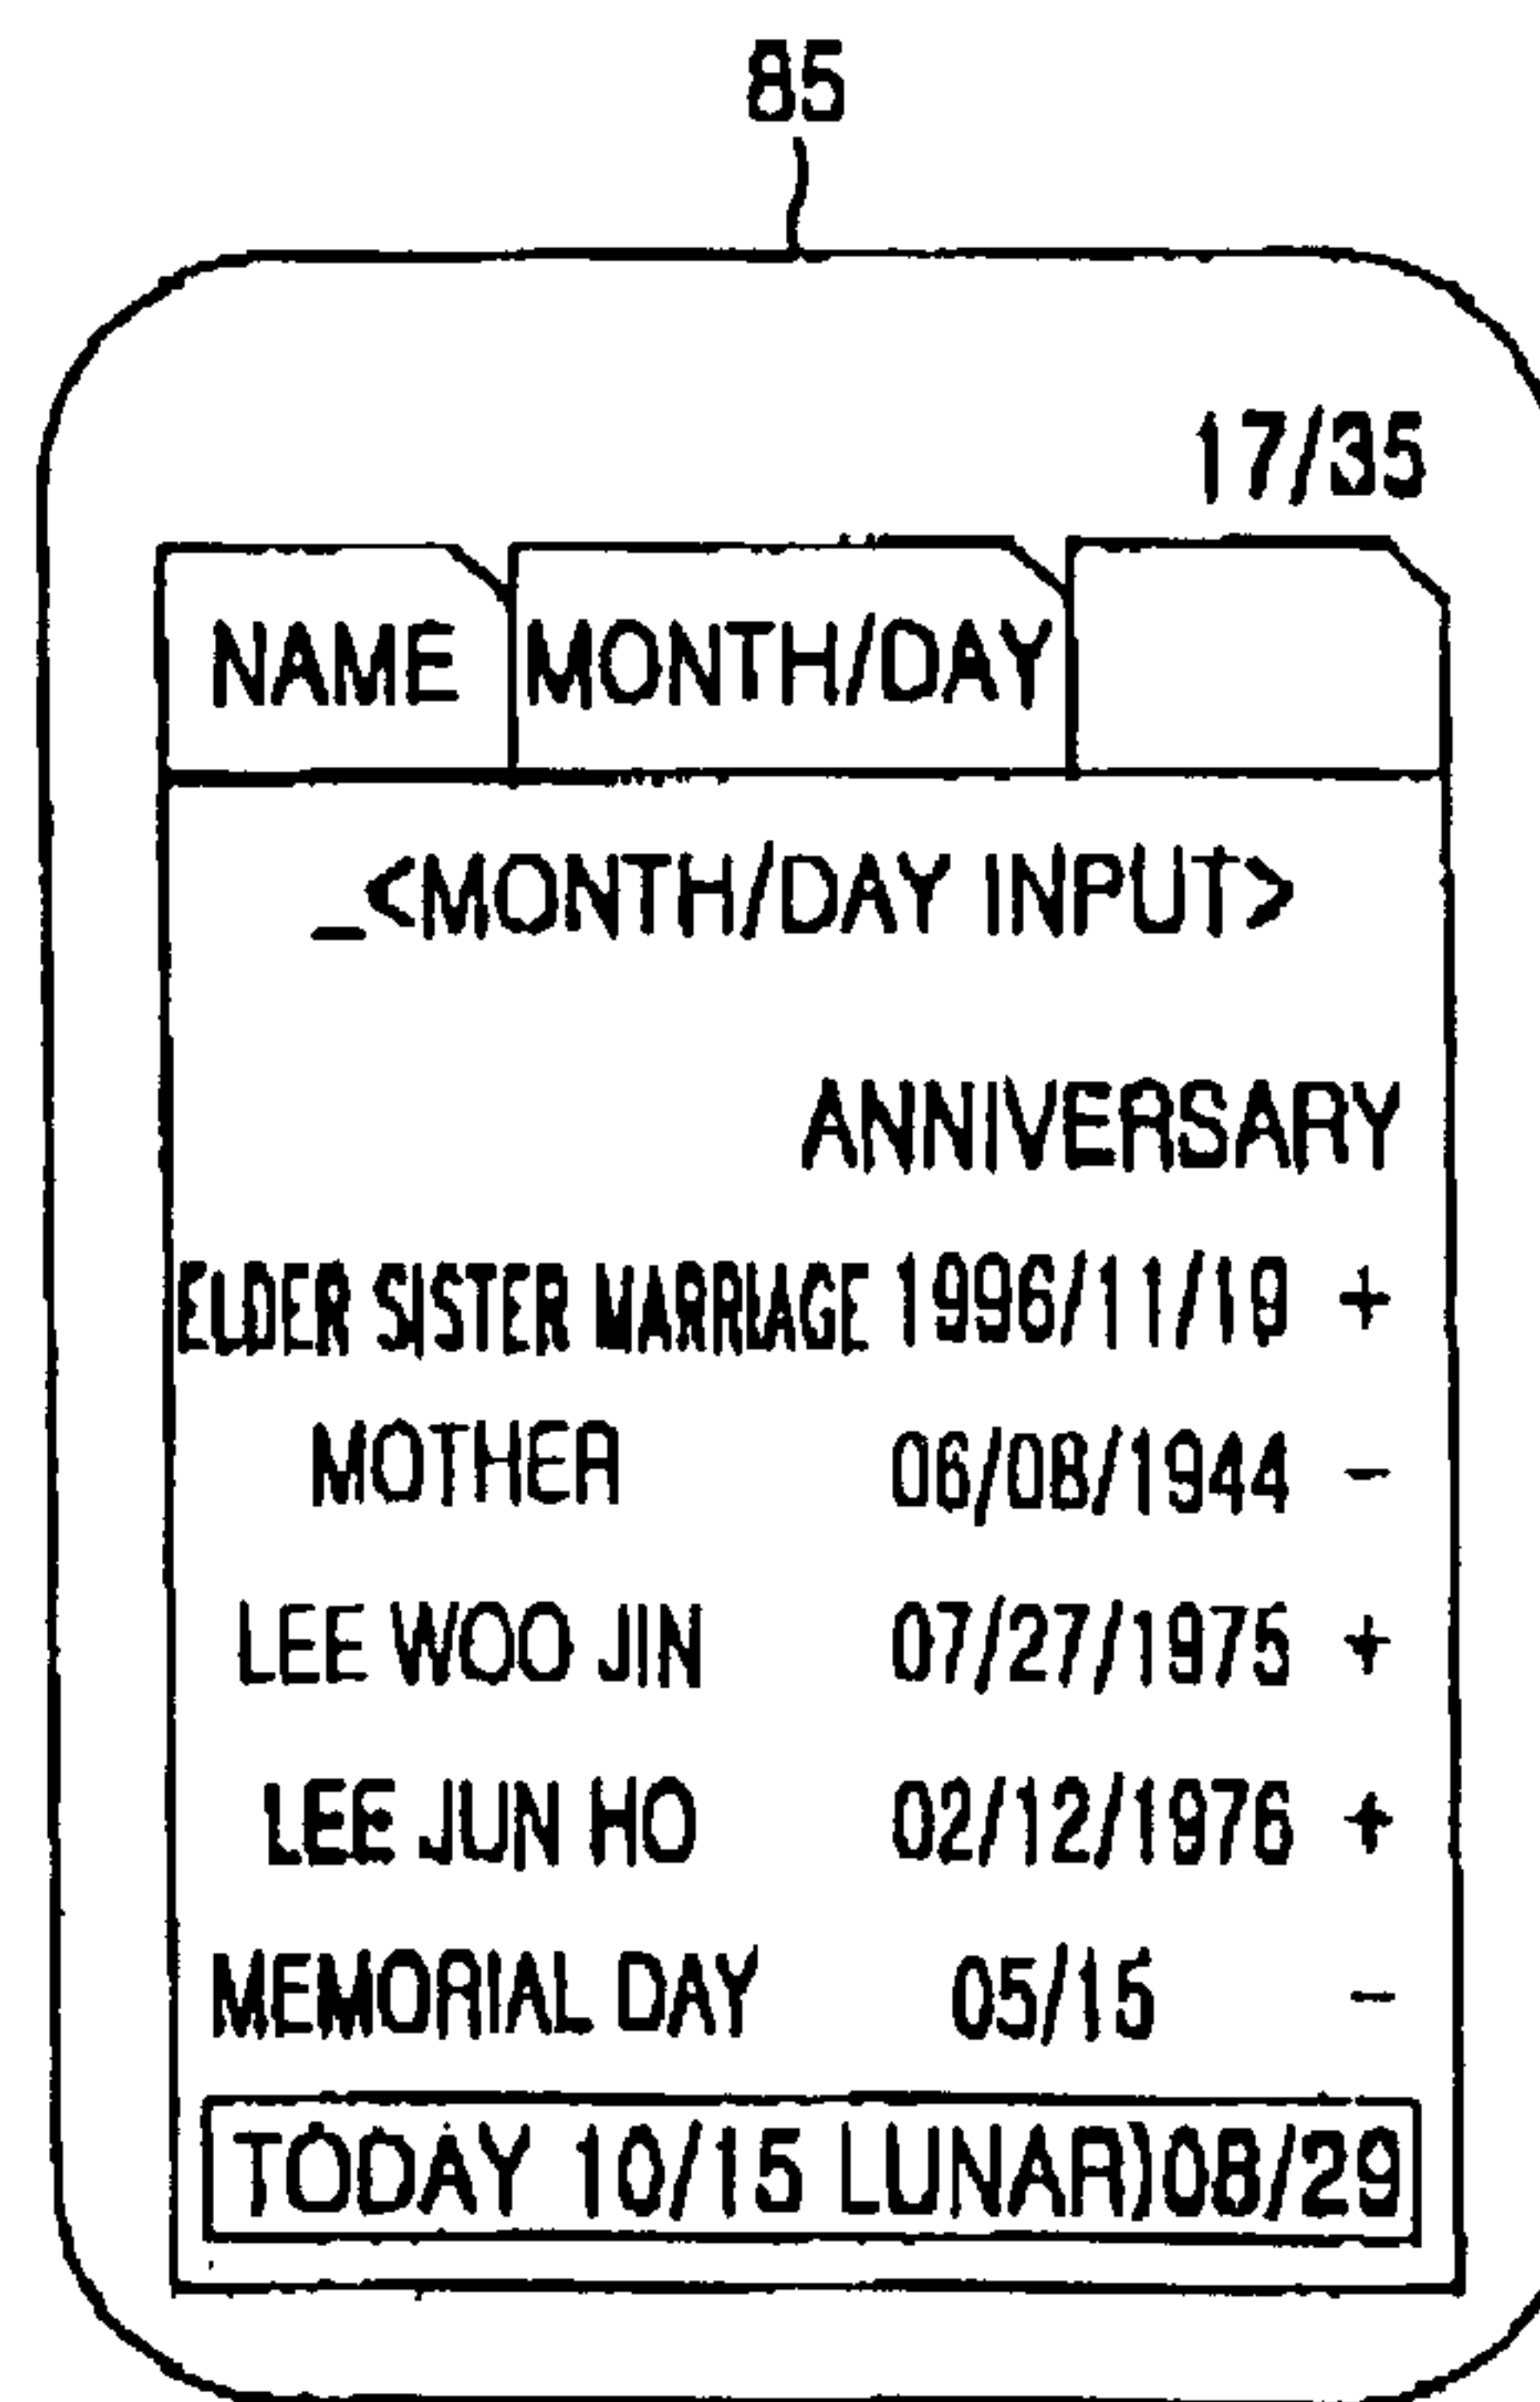 85
17/35
NAME MONTH/DAY
_<MONTH/DAY INPUT>
ANNIVERSARY
ELDER SISTER MARRIAGE 1996/11/19 +
MOTHER 06/08/1944 -
LEE WOO JIN 07/27/1975 +
LEE JUN HO 02/12/1976 +
MEMORIAL DAY 05/15 -
TODAY 10/15 LUNAR)08/29